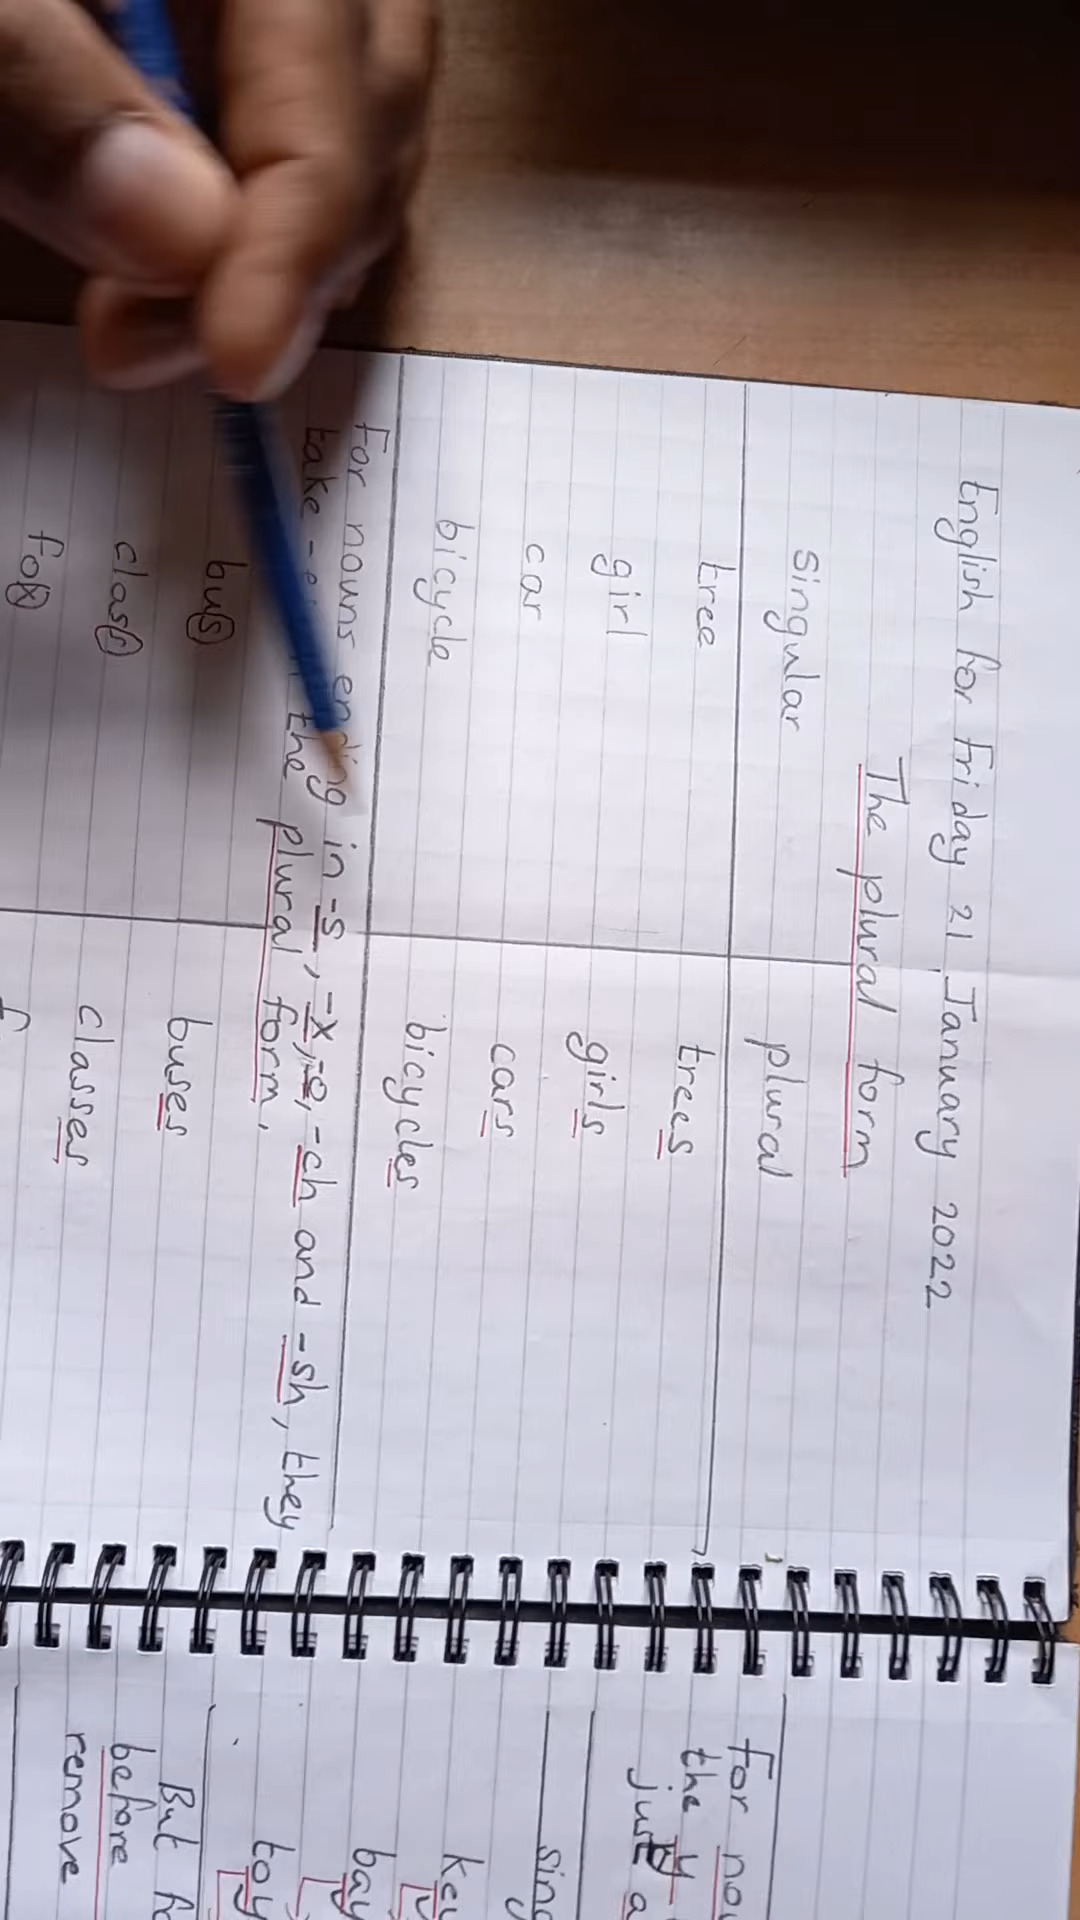 English for Friday 21 January 2022
The plural form
singular plural
tree trees
girl girls
car cars
bicycle bicycles
For nouns ending in -s, -x, -o, -ch and -sh, they
take the plural form.
bus buses
class classes
fox
For
the y
just a
key
bay
toy
But
before
remove